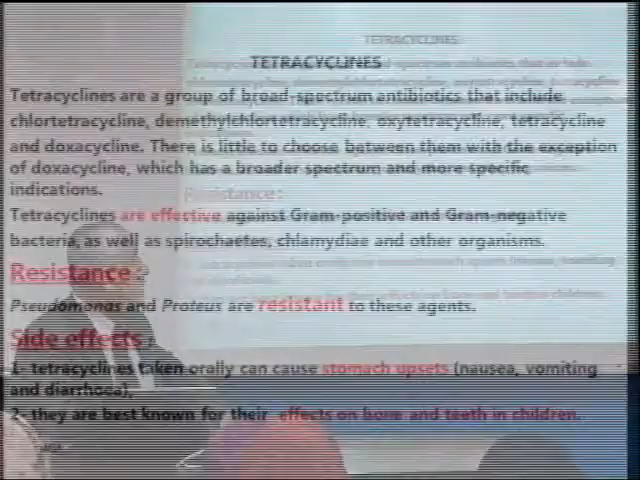 TETRACYCLINES
Tetracyclines are a group of broad-spectrum antibiotics that include
chlortetracycline, demethylchlortetracycline, oxytetracycline, tetracycline
and doxacycline. There is little to choose between them with the exception
of doxacycline, which has a broader spectrum and more specific
indications.
Tetracyclines are effective against Gram-positive and Gram-negative
bacteria, as well as spirochaetes, chlamydiae and other organisms.
Resistance:
Pseudomonas and Proteus are resistant to these agents.
Side effects:
1- tetracyclines taken orally can cause stomach upsets (nausea, vomiting
and diarrhoea),
2- they are best known for their effects on bone and teeth in children.